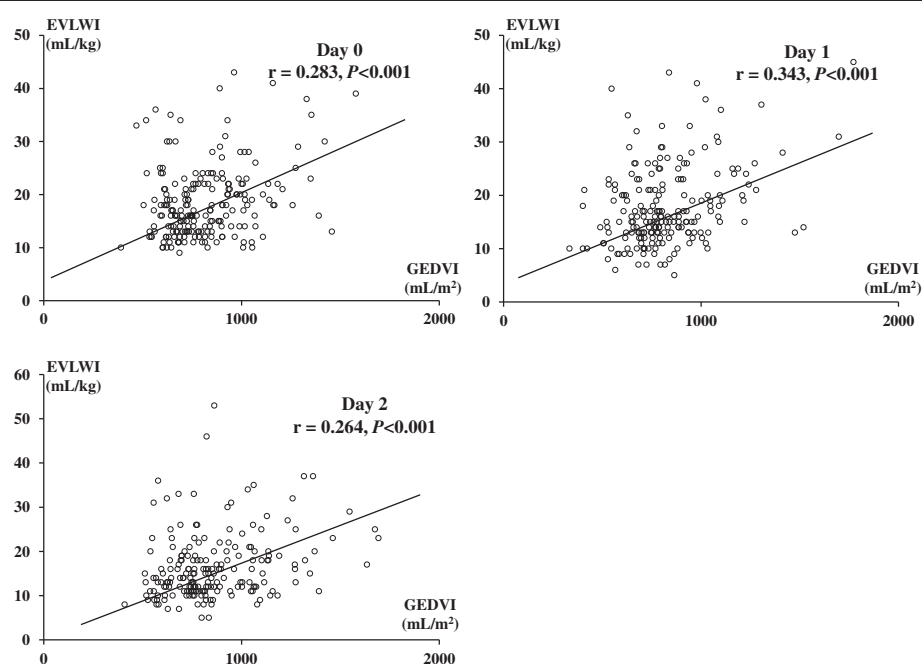 EVLWI
(mL/kg)
50
40
30
20
10
0
Day 0
r = 0.283, P<0.001
GEDVI
(mL/m²)
0 1000 2000
EVLWI
(mL/kg)
50
40
30
20
10
0
Day 1
r = 0.343, P<0.001
GEDVI
(mL/m²)
0 1000 2000
EVLWI
(mL/kg)
60
50
40
30
20
10
0
Day 2
r = 0.264, P<0.001
GEDVI
(mL/m²)
0 1000 2000